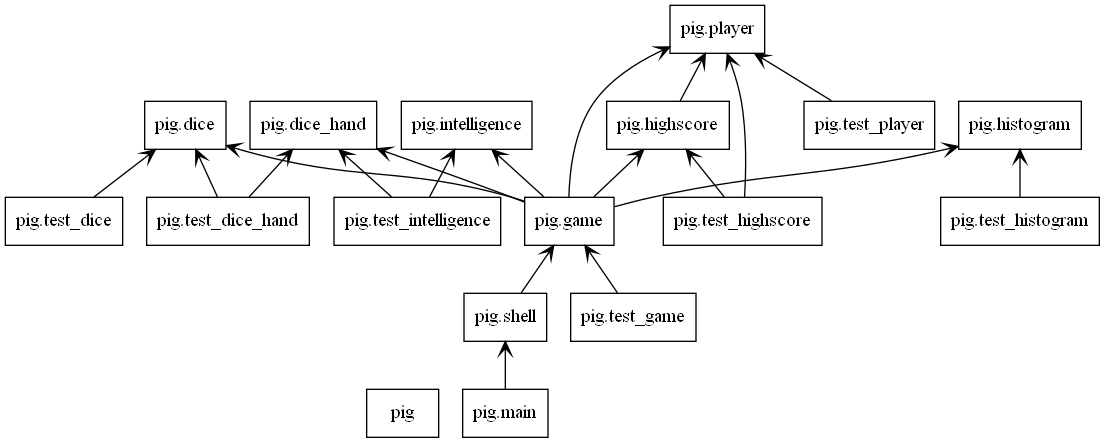 pig.player
pig.dice
pig.dice_hand
pig.intelligence
pig.highscore
pig.test_player
pig.histogram
pig.test_dice
pig.test_dice_hand
pig.test_intelligence
pig.game
pig.test_highscore
pig.test_histogram
pig.shell
pig.test_game
pig
pig.main